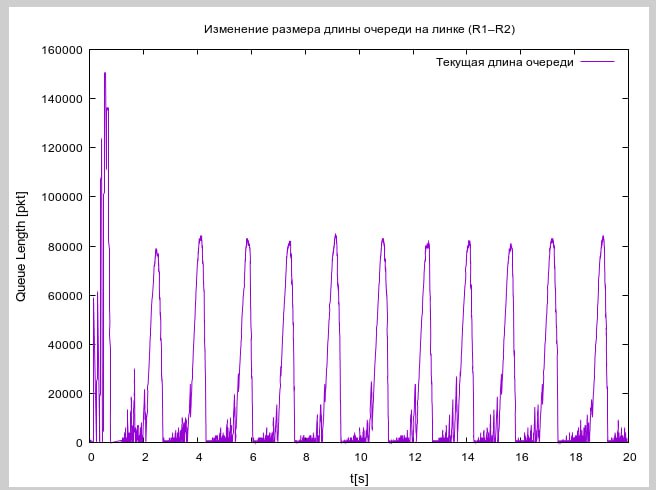 Изменение размера длины очереди на линке (R1–R2)
Текущая длина очереди
Queue Length [pkt]
160000
140000
120000
100000
80000
60000
40000
20000
0
0 2 4 6 8 10 12 14 16 18 20
t[s]